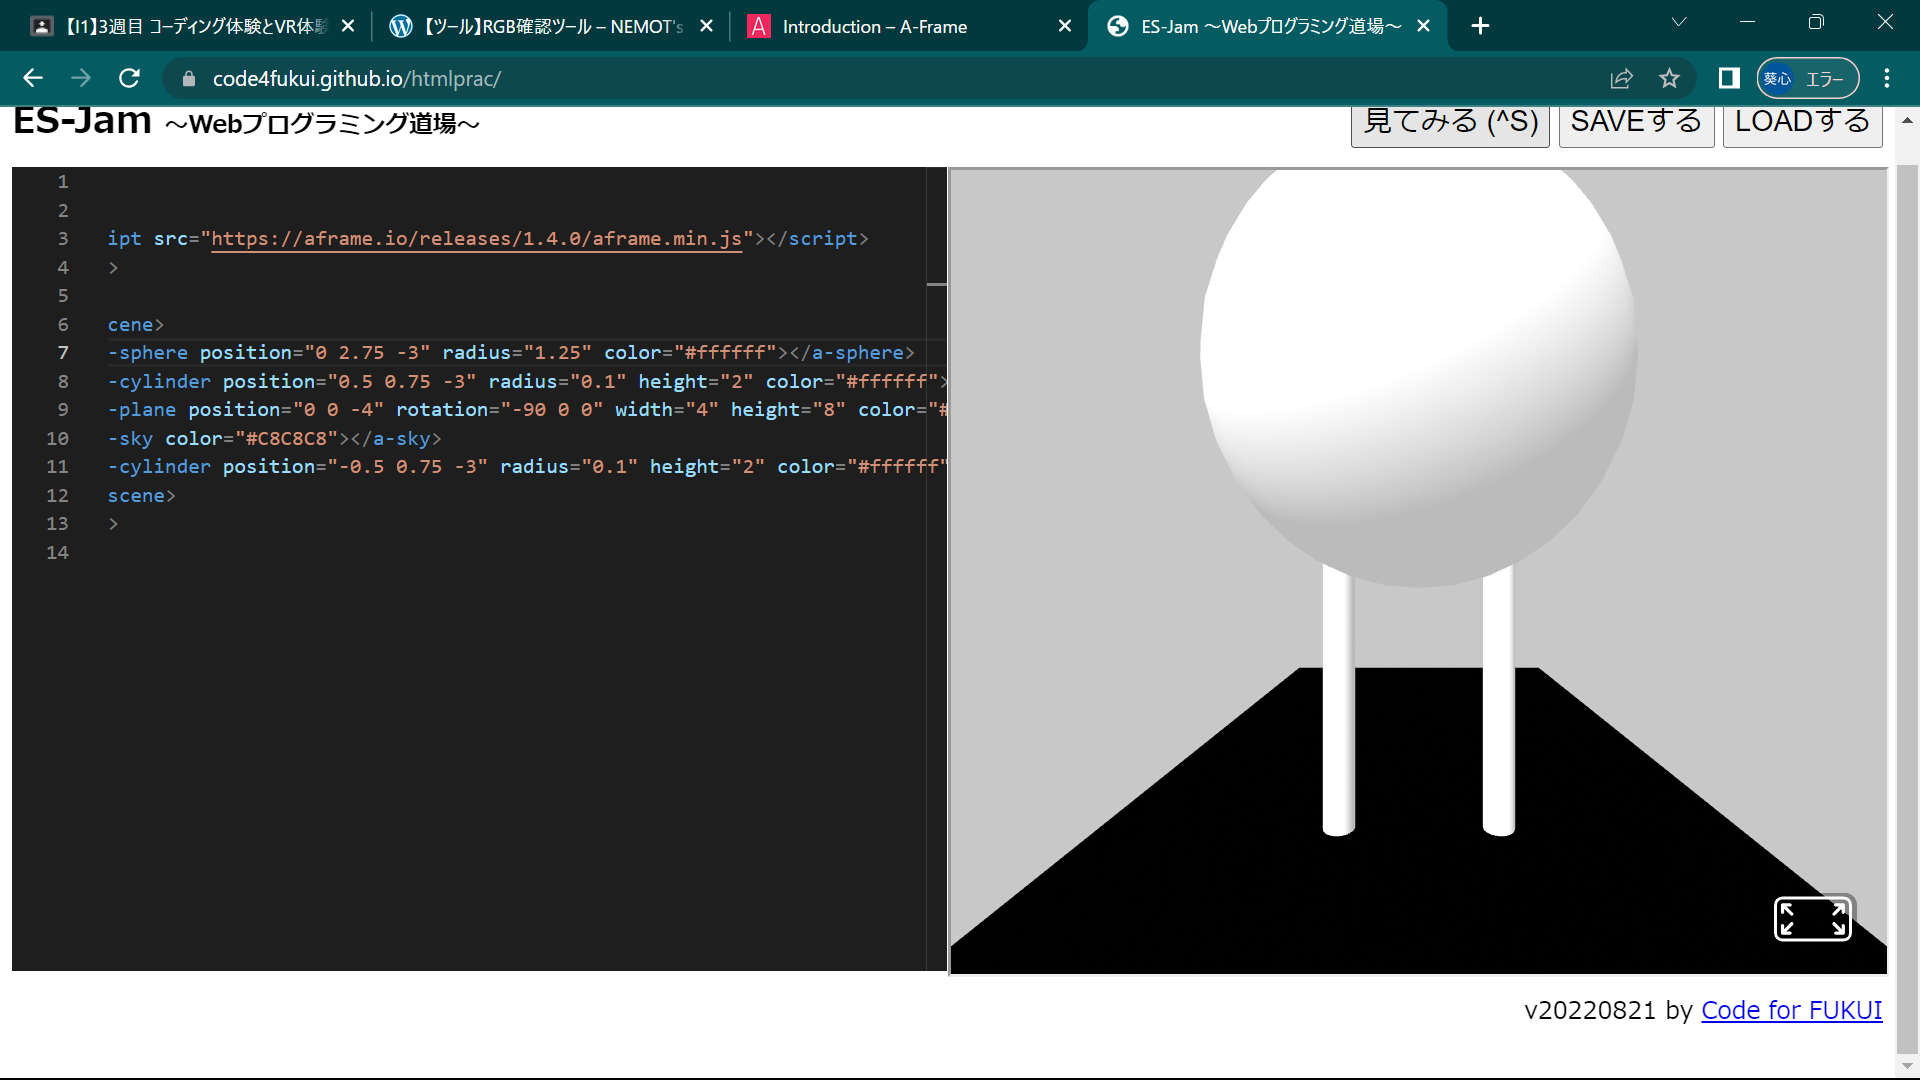 【I1】3週目 コーディング体験とVR体験
【ツール】RGB確認ツール – NEMOT's
Introduction – A-Frame
ES-Jam 〜Webプログラミング道場〜
code4fukui.github.io/htmlprac/
葵心 エラー
ES-Jam 〜Webプログラミング道場〜
見てみる (^S) SAVEする LOADする
1
2
3 ipt src="https://aframe.io/releases/1.4.0/aframe.min.js"></script>
4 >
5
6 cene>
7 -sphere position="0 2.75 -3" radius="1.25" color="#ffffff"></a-sphere>
8 -cylinder position="0.5 0.75 -3" radius="0.1" height="2" color="#ffffff">
9 -plane position="0 0 -4" rotation="-90 0 0" width="4" height="8" color="#
10 -sky color="#C8C8C8"></a-sky>
11 -cylinder position="-0.5 0.75 -3" radius="0.1" height="2" color="#ffffff"
12 scene>
13 >
14
v20220821 by Code for FUKUI